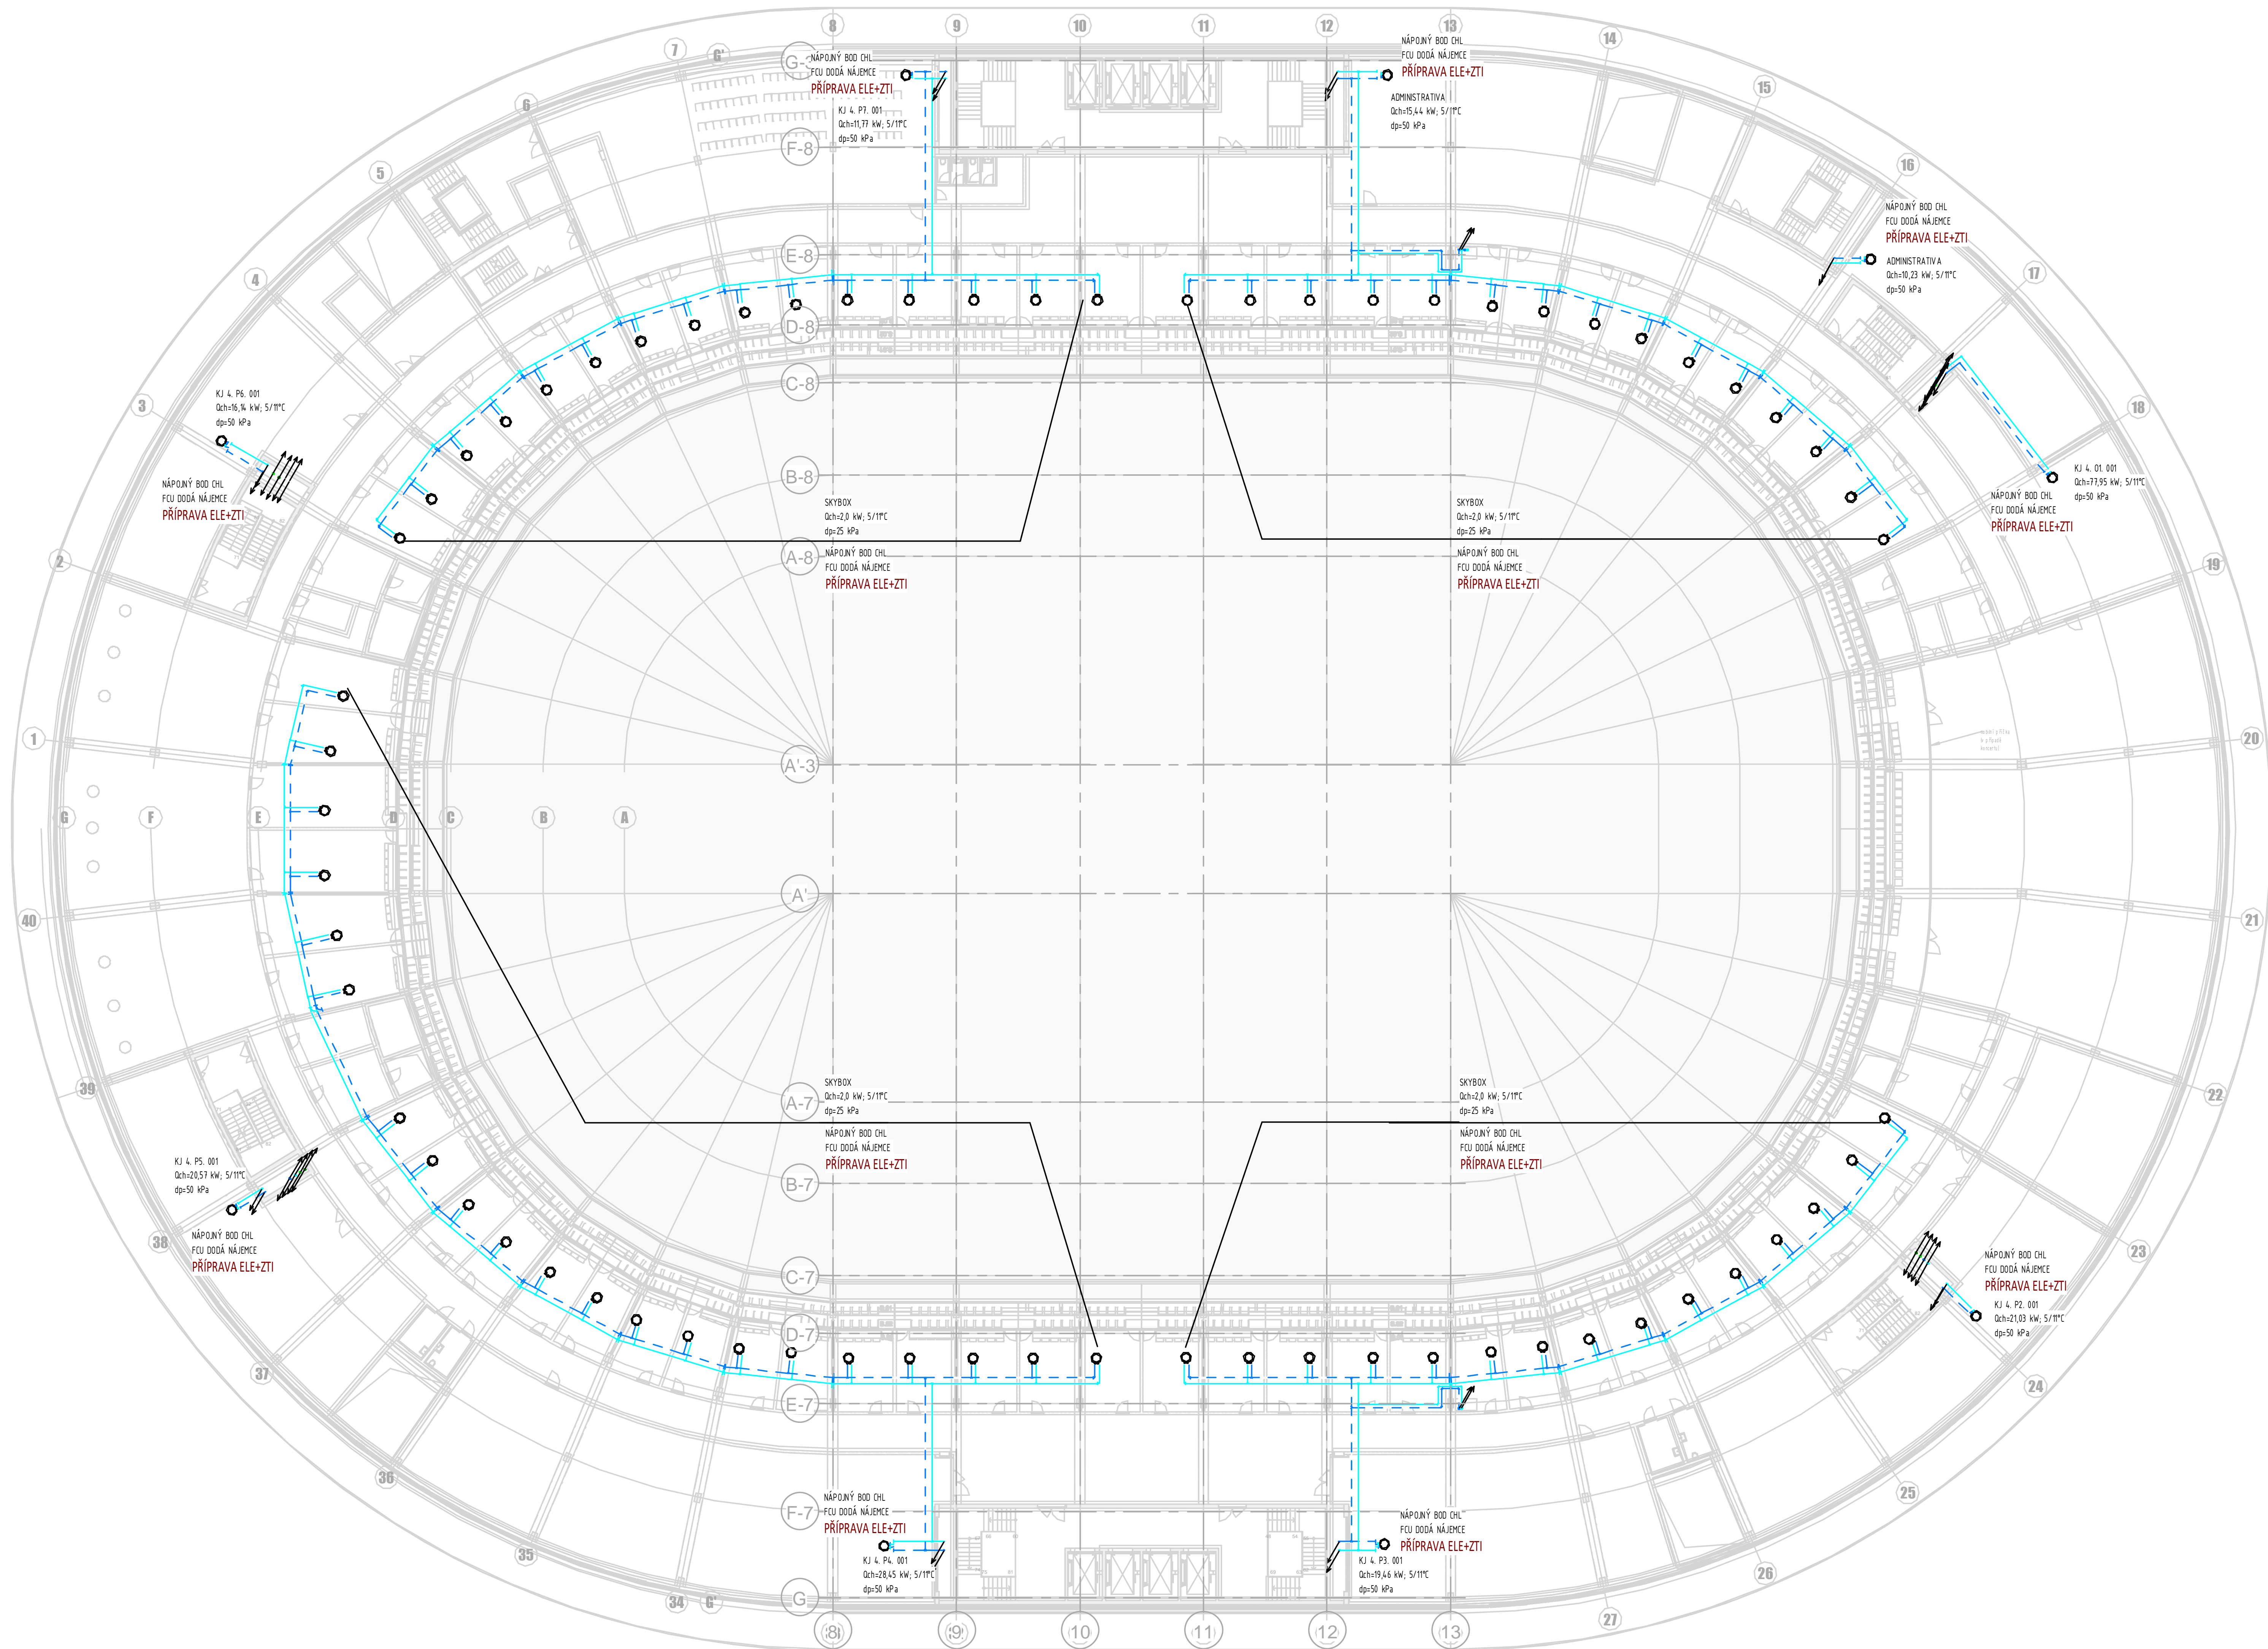 8
9
10
11
12
13
7
G'
14
G-
NÁPOJNÝ BOD CHL
FCU DODÁ NÁJEMCE
PŘÍPRAVA ELE+ZTI
NÁPOJNÝ BOD CHL
FCU DODÁ NÁJEMCE
PŘÍPRAVA ELE+ZTI
15
6
KJ 4. P7. 001
Qch=11,77 kW; 5/11°C
dp=50 kPa
ADMINISTRATIVA
Qch=15,44 kW; 5/11°C
dp=50 kPa
F-8
5
16
NÁPOJNÝ BOD CHL
FCU DODÁ NÁJEMCE
PŘÍPRAVA ELE+ZTI
E-8
ADMINISTRATIVA
Qch=10,23 kW; 5/11°C
dp=50 kPa
4
17
D-8
C-8
3
KJ 4. P6. 001
Qch=16,14 kW; 5/11°C
dp=50 kPa
18
B-8
KJ 4. 01. 001
Qch=77,95 kW; 5/11°C
dp=50 kPa
NÁPOJNÝ BOD CHL
FCU DODÁ NÁJEMCE
PŘÍPRAVA ELE+ZTI
NÁPOJNÝ BOD CHL
FCU DODÁ NÁJEMCE
PŘÍPRAVA ELE+ZTI
SKYBOX
Qch=2,0 kW; 5/11°C
dp=25 kPa
SKYBOX
Qch=2,0 kW; 5/11°C
dp=25 kPa
A-8
NÁPOJNÝ BOD CHL
FCU DODÁ NÁJEMCE
PŘÍPRAVA ELE+ZTI
NÁPOJNÝ BOD CHL
FCU DODÁ NÁJEMCE
PŘÍPRAVA ELE+ZTI
2
19
1
20
A'-3
G
F
E
D
C
B
A
A'
40
21
39
22
SKYBOX
Qch=2,0 kW; 5/11°C
dp=25 kPa
A-7
SKYBOX
Qch=2,0 kW; 5/11°C
dp=25 kPa
NÁPOJNÝ BOD CHL
FCU DODÁ NÁJEMCE
PŘÍPRAVA ELE+ZTI
NÁPOJNÝ BOD CHL
FCU DODÁ NÁJEMCE
PŘÍPRAVA ELE+ZTI
B-7
KJ 4. P5. 001
Qch=20,57 kW; 5/11°C
dp=50 kPa
38
NÁPOJNÝ BOD CHL
FCU DODÁ NÁJEMCE
PŘÍPRAVA ELE+ZTI
23
NÁPOJNÝ BOD CHL
FCU DODÁ NÁJEMCE
PŘÍPRAVA ELE+ZTI
C-7
KJ 4. P2. 001
Qch=21,03 kW; 5/11°C
dp=50 kPa
D-7
37
24
E-7
36
25
NÁPOJNÝ BOD CHL
FCU DODÁ NÁJEMCE
PŘÍPRAVA ELE+ZTI
F-7
NÁPOJNÝ BOD CHL
FCU DODÁ NÁJEMCE
PŘÍPRAVA ELE+ZTI
35
KJ 4. P4. 001
Qch=28,45 kW; 5/11°C
dp=50 kPa
KJ 4. P3. 001
Qch=19,46 kW; 5/11°C
dp=50 kPa
26
34
G'
G
27
8
9
10
11
12
13